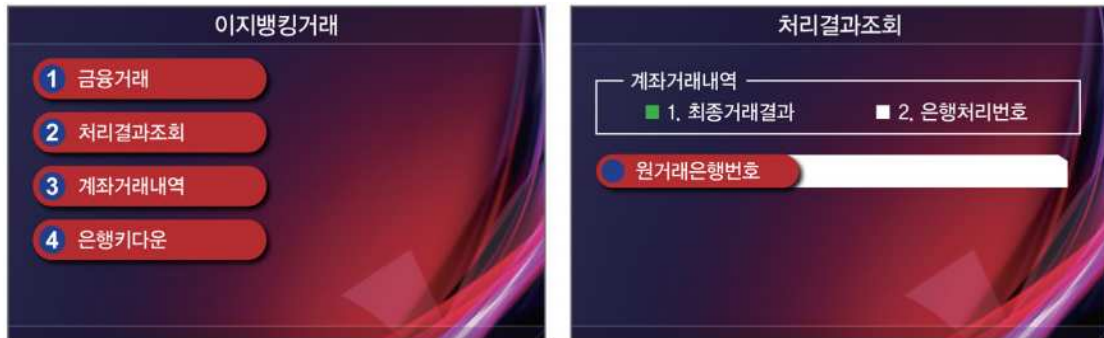 이지뱅킹거래
1 금융거래
2 처리결과조회
3 계좌거래내역
4 은행키다운
처리결과조회
계좌거래내역
1. 최종거래결과 2. 은행처리번호
원거래은행번호